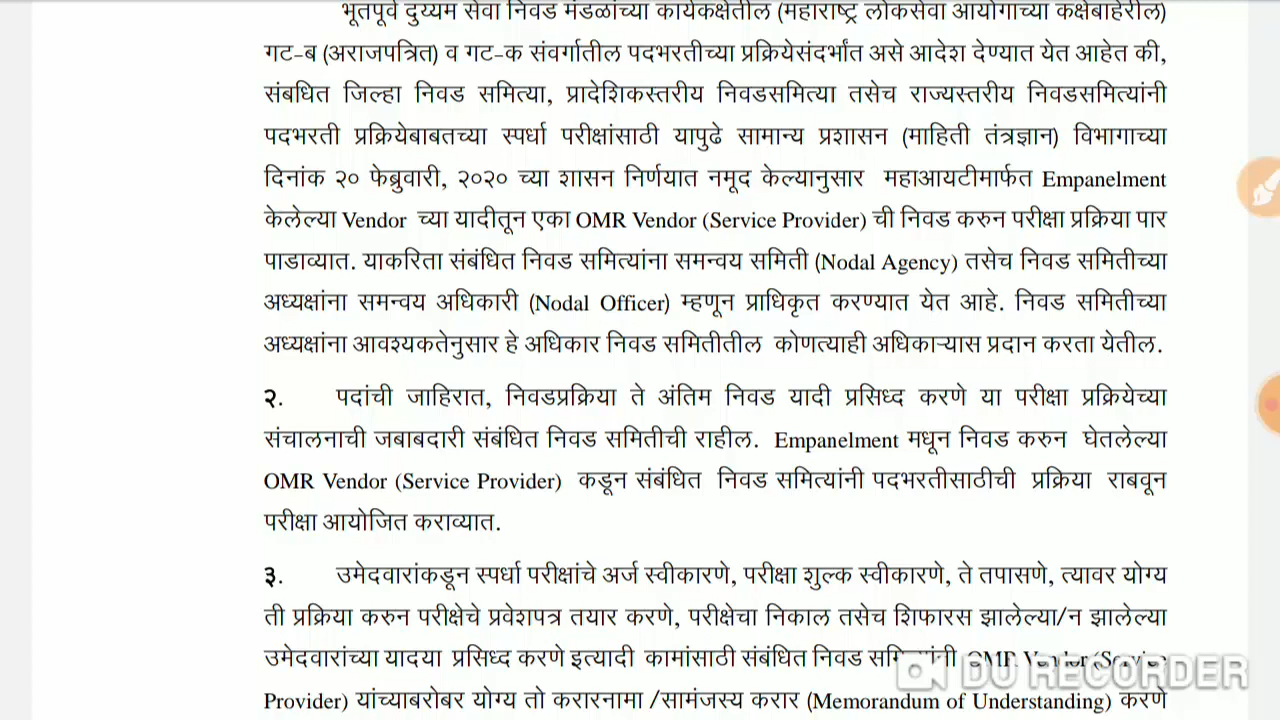 भूतपूर्व दुय्यम सेवा निवड मंडळांच्या कार्यकक्षेतील (महाराष्ट्र लोकसेवा आयोगाच्या कक्षेबाहेरील)
गट-ब (अराजपत्रित) व गट-क संवर्गातील पदभरतीच्या प्रक्रियेसंदर्भांत असे आदेश देण्यात येत आहेत की,
संबधित जिल्हा निवड समित्या, प्रादेशिकस्तरीय निवडसमित्या तसेच राज्यस्तरीय निवडसमित्यांनी
पदभरती प्रक्रियेबाबतच्या स्पर्धा परीक्षांसाठी यापुढे सामान्य प्रशासन (माहिती तंत्रज्ञान) विभागाच्या
दिनांक २० फेब्रुवारी, २०२० च्या शासन निर्णयात नमूद केल्यानुसार महाआयटीमार्फत Empanelment
केलेल्या Vendor च्या यादीतून एका OMR Vendor (Service Provider) ची निवड करुन परीक्षा प्रक्रिया पार
पाडाव्यात. याकरिता संबंधित निवड समित्यांना समन्वय समिती (Nodal Agency) तसेच निवड समितीच्या
अध्यक्षांना समन्वय अधिकारी (Nodal Officer) म्हणून प्राधिकृत करण्यात येत आहे. निवड समितीच्या
अध्यक्षांना आवश्यकतेनुसार हे अधिकार निवड समितीतील कोणत्याही अधिकाऱ्यास प्रदान करता येतील.
२. पदांची जाहिरात, निवडप्रक्रिया ते अंतिम निवड यादी प्रसिध्द करणे या परीक्षा प्रक्रियेच्या
संचालनाची जबाबदारी संबंधित निवड समितीची राहील. Empanelment मधून निवड करुन घेतलेल्या
OMR Vendor (Service Provider) कडून संबंधित निवड समित्यांनी पदभरतीसाठीची प्रक्रिया राबवून
परीक्षा आयोजित कराव्यात.
३. उमेदवारांकडून स्पर्धा परीक्षांचे अर्ज स्वीकारणे, परीक्षा शुल्क स्वीकारणे, ते तपासणे, त्यावर योग्य
ती प्रक्रिया करुन परीक्षेचे प्रवेशपत्र तयार करणे, परीक्षेचा निकाल तसेच शिफारस झालेल्या/न झालेल्या
उमेदवारांच्या यादया प्रसिध्द करणे इत्यादी कामांसाठी संबंधित निवड समित्यांनी OMR Vendor (Service
Provider) यांच्याबरोबर योग्य तो करारनामा /सामंजस्य करार (Memorandum of Understanding) करणे
DU RECORDER